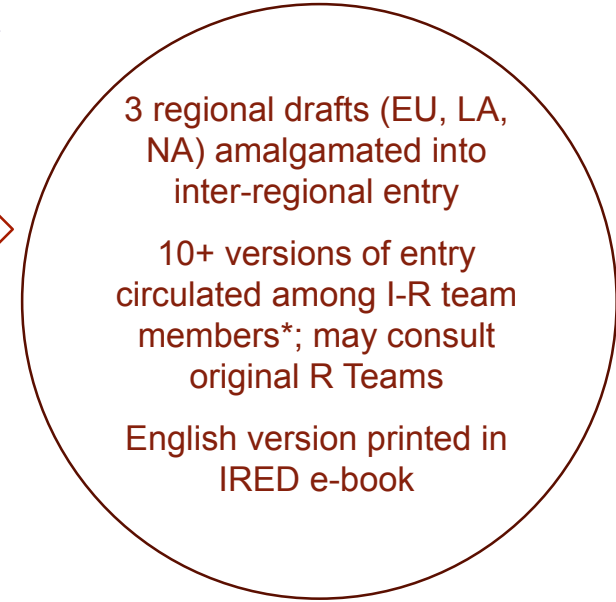 3 regional drafts (EU, LA,
NA) amalgamated into
inter-regional entry
10+ versions of entry
circulated among I-R team
members*; may consult
original R Teams
English version printed in
IRED e-book